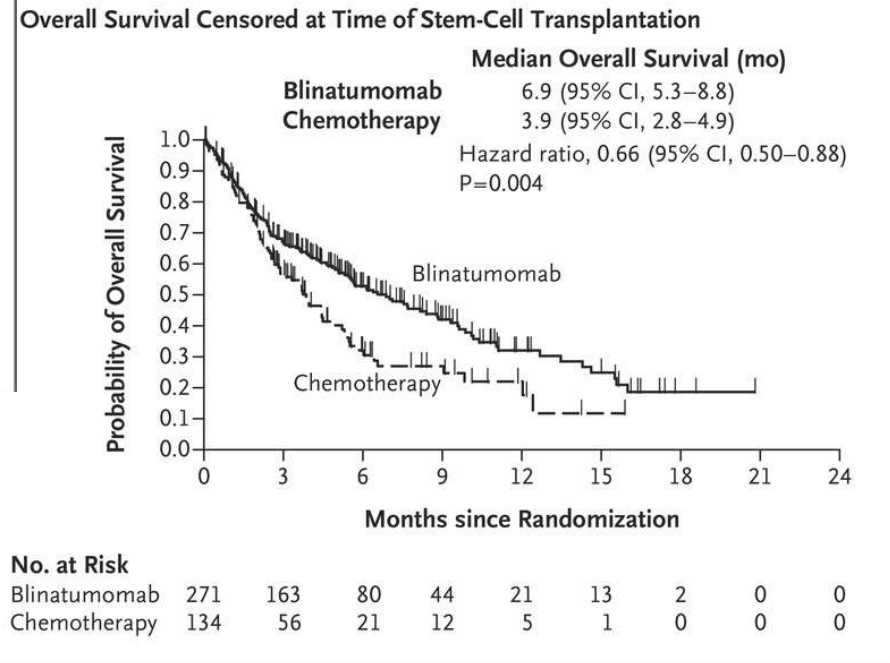 Overall Survival Censored at Time of Stem-Cell Transplantation
Median Overall Survival (mo)
Blinatumomab 6.9 (95% CI, 5.3–8.8)
Chemotherapy 3.9 (95% CI, 2.8–4.9)
Hazard ratio, 0.66 (95% CI, 0.50–0.88)
P=0.004
Probability of Overall Survival
1.0
0.9
0.8
0.7
0.6
0.5
0.4
0.3
0.2
0.1
0.0
Blinatumomab
Chemotherapy
0 3 6 9 12 15 18 21 24
Months since Randomization
No. at Risk
Blinatumomab 271 163 80 44 21 13 2 0 0
Chemotherapy 134 56 21 12 5 1 0 0 0